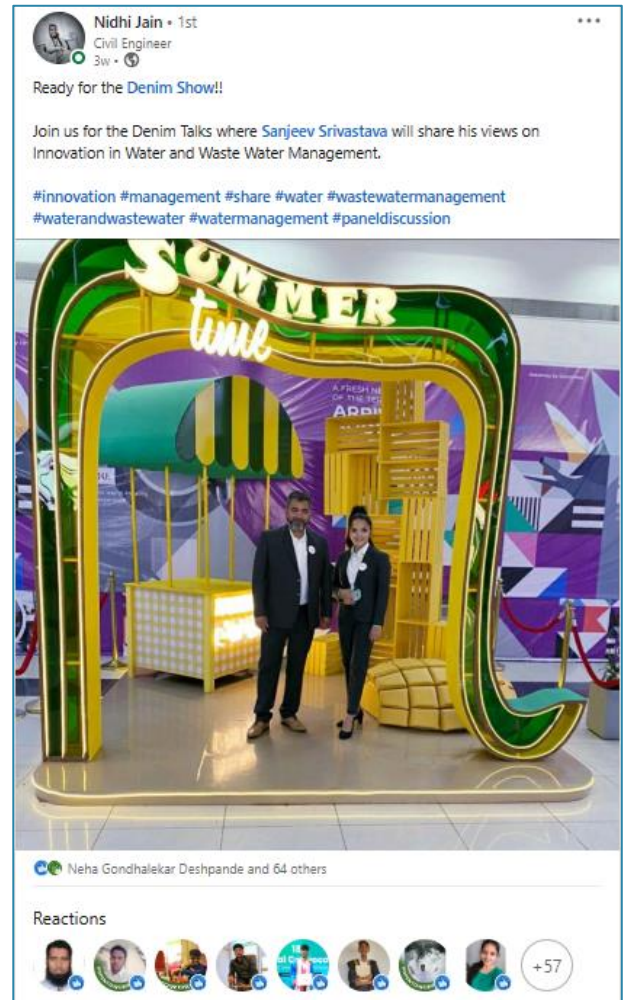 Nidhi Jain • 1st
Civil Engineer
3w •
Ready for the Denim Show!!
Join us for the Denim Talks where Sanjeev Srivastava will share his views on
Innovation in Water and Waste Water Management.
#innovation #management #share #water #wastewatermanagement
#waterandwastewater #watermanagement #paneldiscussion
SUMMER
time
A FRESH
OF THE
Neha Gondhalekar Deshpande and 64 others
Reactions
+57